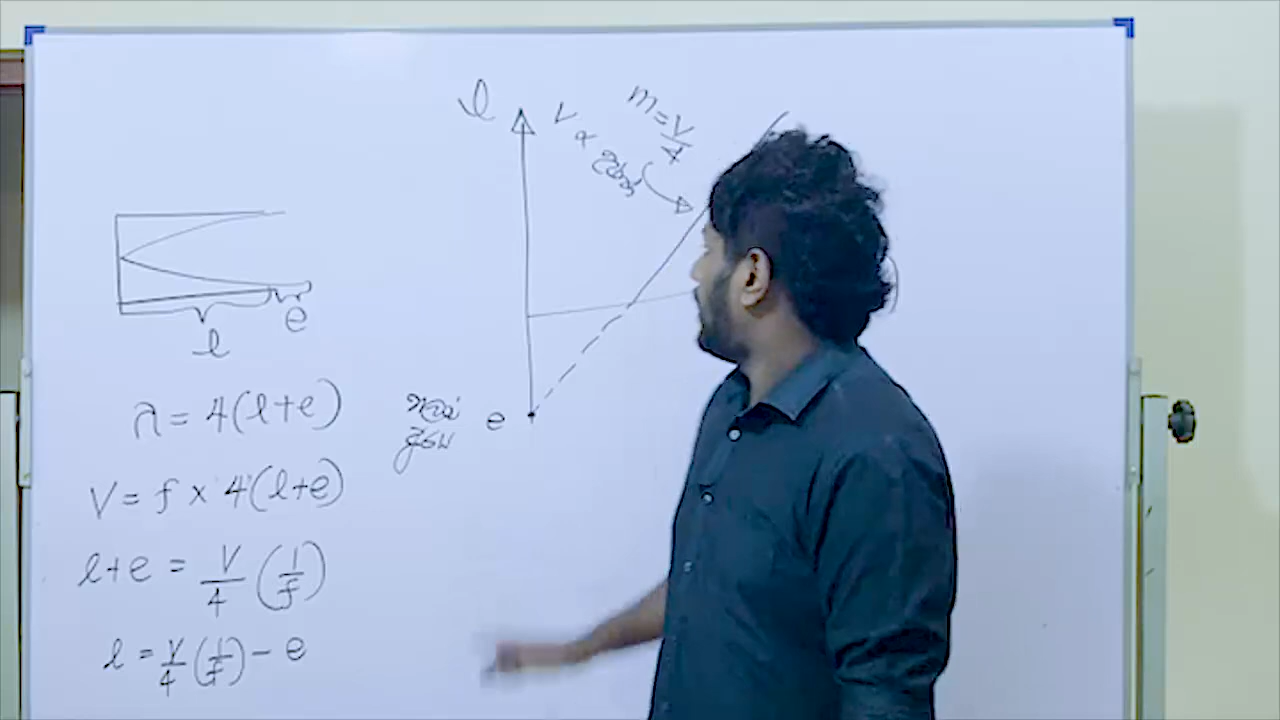 l
e
λ = 4(l+e)
V = f × 4(l+e)
l+e = V/4 (1/f)
l = V/4 (1/f) - e
l
V ∝
m = V/4
e